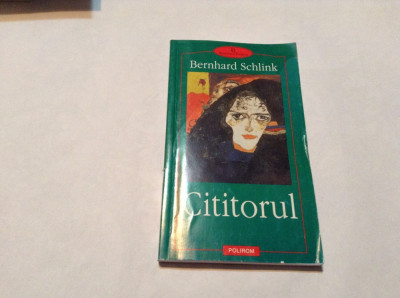 Bernhard Schlink
Cititorul
POLIROM